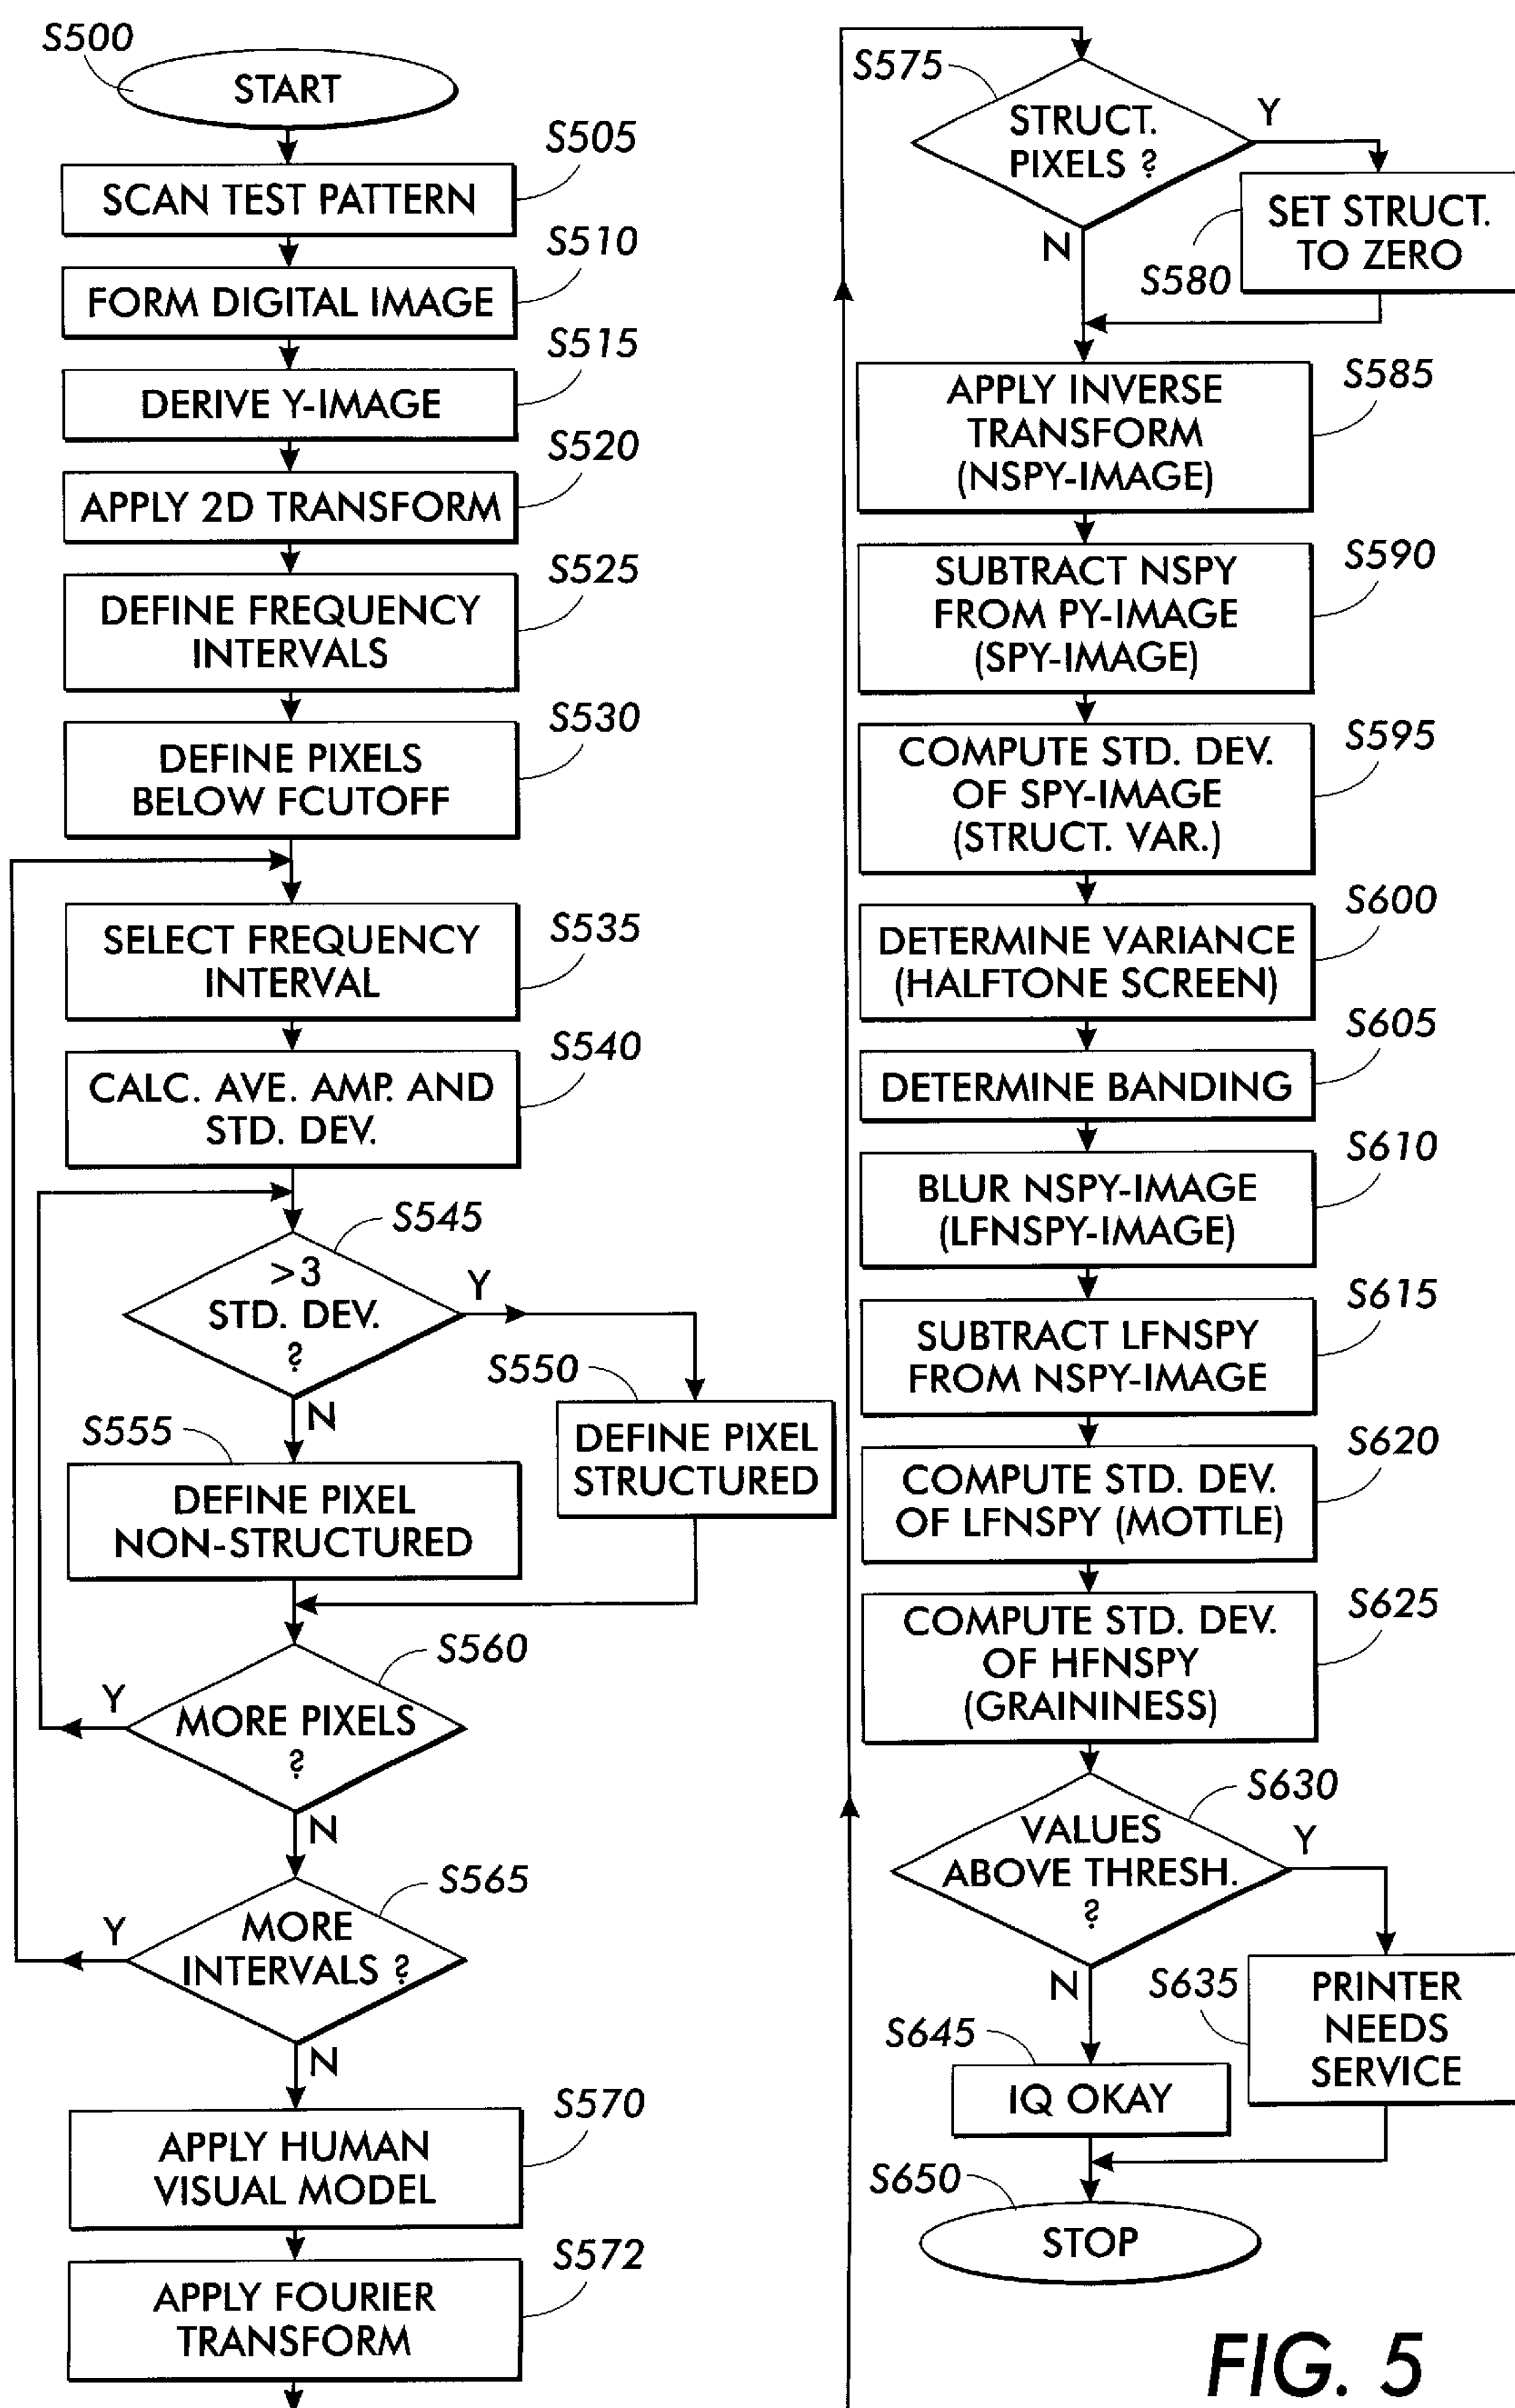 S500
START
S505
SCAN TEST PATTERN
S510
FORM DIGITAL IMAGE
S515
DERIVE Y-IMAGE
S520
APPLY 2D TRANSFORM
S525
DEFINE FREQUENCY
INTERVALS
S530
DEFINE PIXELS
BELOW FCUTOFF
S535
SELECT FREQUENCY
INTERVAL
S540
CALC. AVE. AMP. AND
STD. DEV.
S545
>3
STD. DEV.
?
Y
N
S550
DEFINE PIXEL
STRUCTURED
S555
DEFINE PIXEL
NON-STRUCTURED
S560
MORE PIXELS
?
Y
N
S565
MORE
INTERVALS ?
Y
N
S570
APPLY HUMAN
VISUAL MODEL
S572
APPLY FOURIER
TRANSFORM
S575
STRUCT.
PIXELS ?
Y
N
S580
SET STRUCT.
TO ZERO
S585
APPLY INVERSE
TRANSFORM
(NSPY-IMAGE)
S590
SUBTRACT NSPY
FROM PY-IMAGE
(SPY-IMAGE)
S595
COMPUTE STD. DEV.
OF SPY-IMAGE
(STRUCT. VAR.)
S600
DETERMINE VARIANCE
(HALFTONE SCREEN)
S605
DETERMINE BANDING
S610
BLUR NSPY-IMAGE
(LFNSPY-IMAGE)
S615
SUBTRACT LFNSPY
FROM NSPY-IMAGE
S620
COMPUTE STD. DEV.
OF LFNSPY (MOTTLE)
S625
COMPUTE STD. DEV.
OF HFNSPY
(GRAININESS)
S630
VALUES
ABOVE THRESH.
?
Y
N
S635
PRINTER
NEEDS
SERVICE
S645
IQ OKAY
S650
STOP
FIG. 5